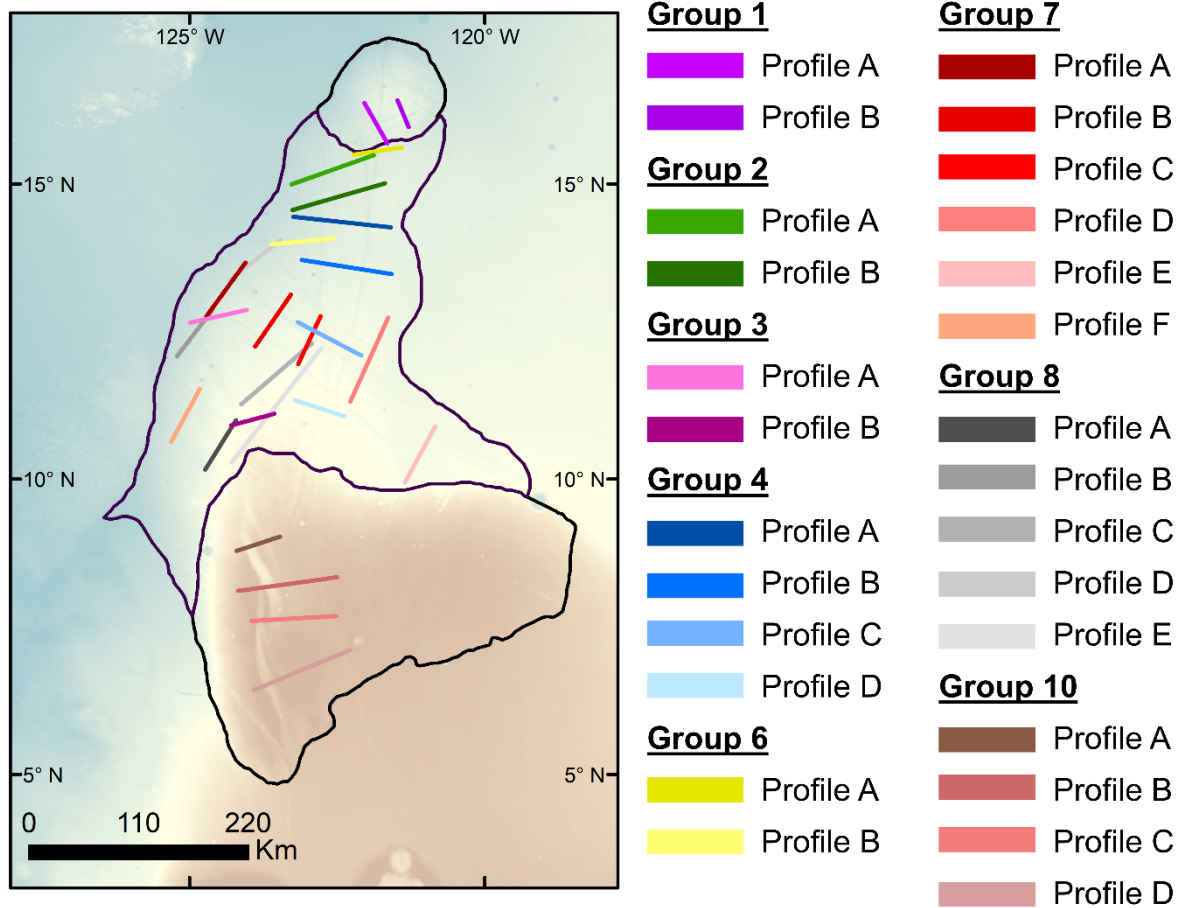 125° W
120° W
15° N
15° N
10° N
10° N
5° N
5° N
0
110
220
Km
Group 1
Profile A
Profile B
Group 2
Profile A
Profile B
Group 3
Profile A
Profile B
Group 4
Profile A
Profile B
Profile C
Profile D
Group 6
Profile A
Profile B
Group 7
Profile A
Profile B
Profile C
Profile D
Profile E
Profile F
Group 8
Profile A
Profile B
Profile C
Profile D
Profile E
Group 10
Profile A
Profile B
Profile C
Profile D